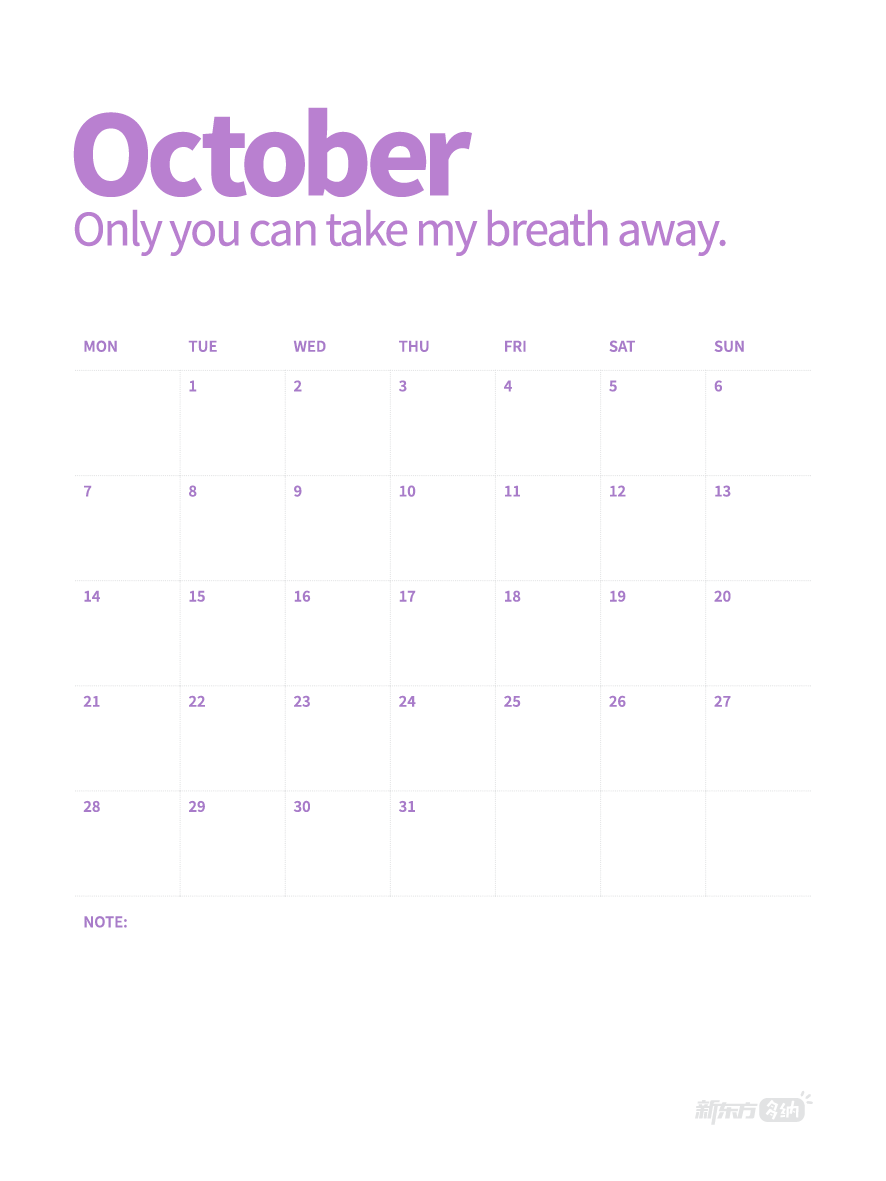 October
Only you can take my breath away.
MON TUE WED THU FRI SAT SUN
1 2 3 4 5 6
7 8 9 10 11 12 13
14 15 16 17 18 19 20
21 22 23 24 25 26 27
28 29 30 31
NOTE:
新东方 多纳